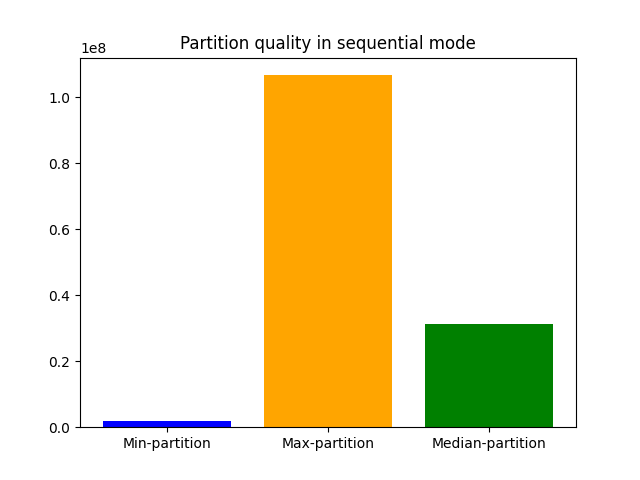 Partition quality in sequential mode
1e8
1.0
0.8
0.6
0.4
0.2
0.0
Min-partition
Max-partition
Median-partition